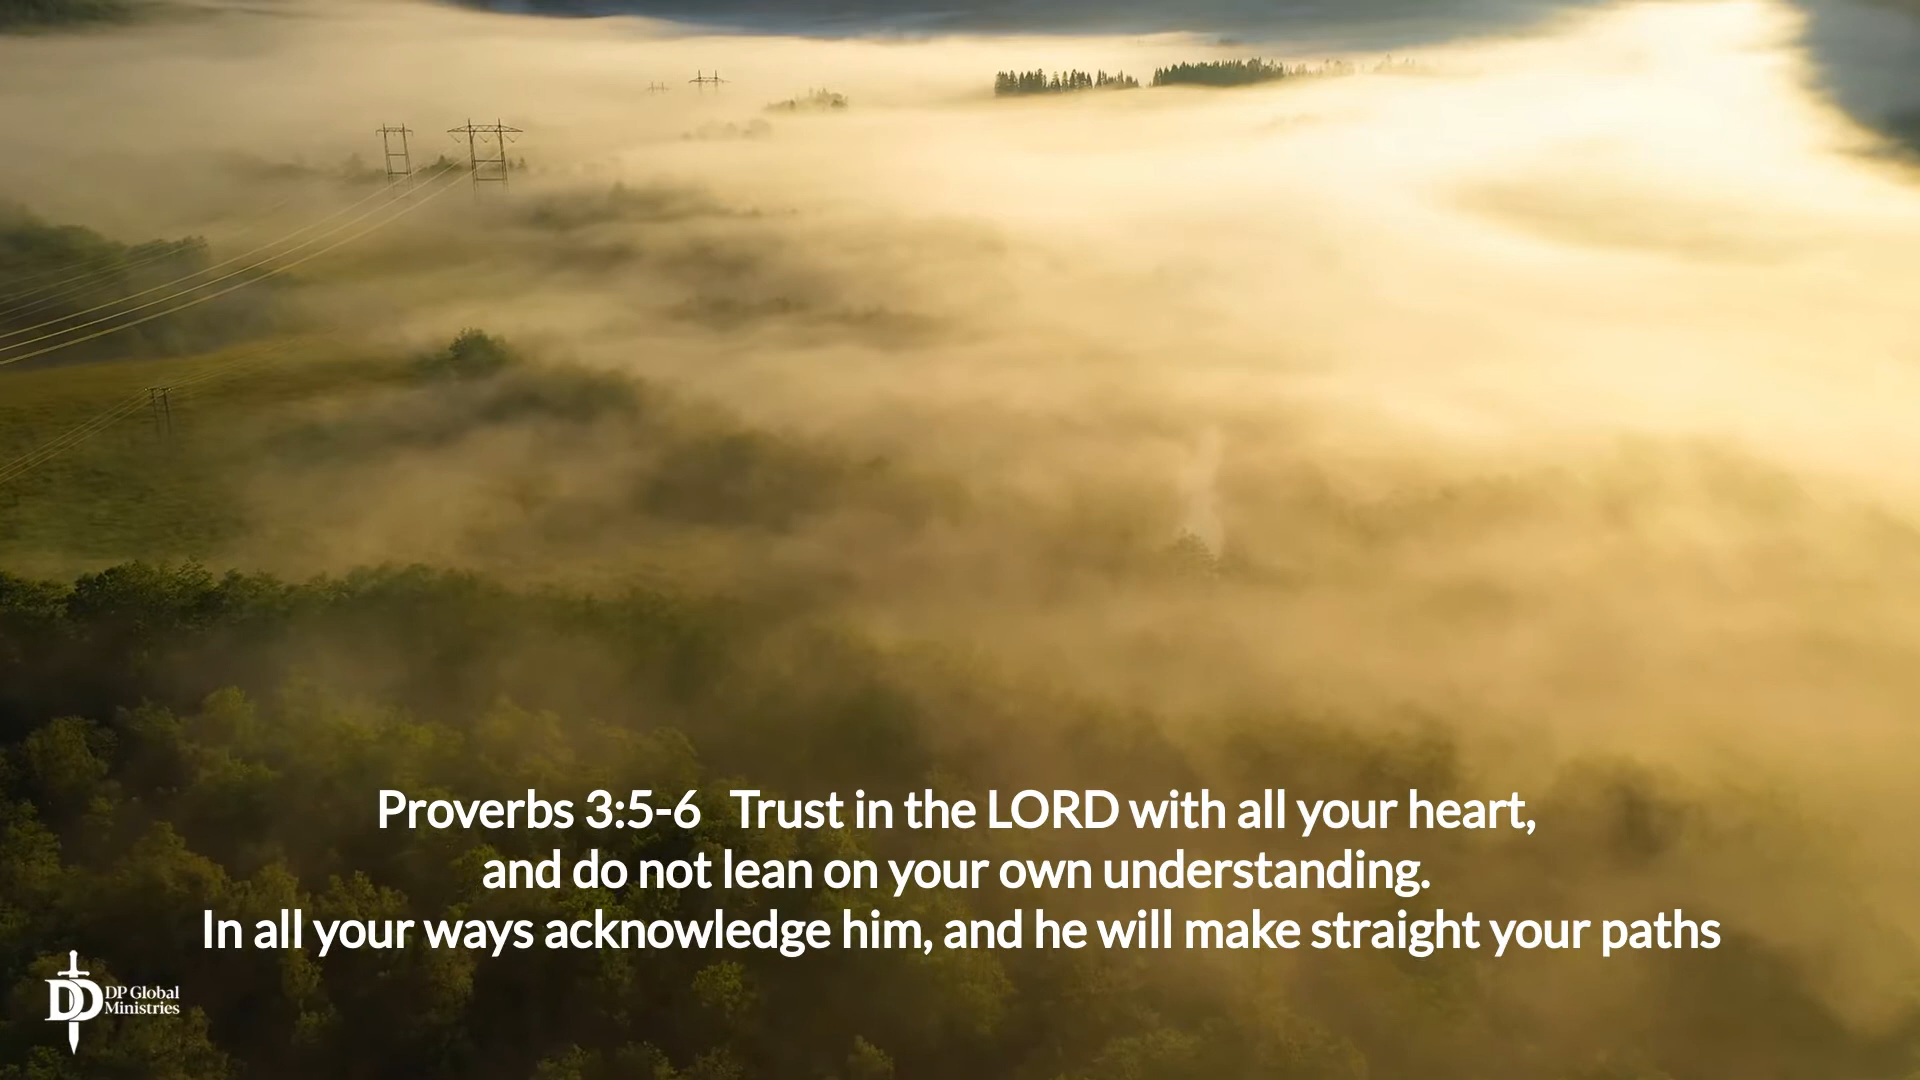 Proverbs 3:5-6   Trust in the LORD with all your heart,
and do not lean on your own understanding.
In all your ways acknowledge him, and he will make straight your paths
DP
DP Global
Ministries